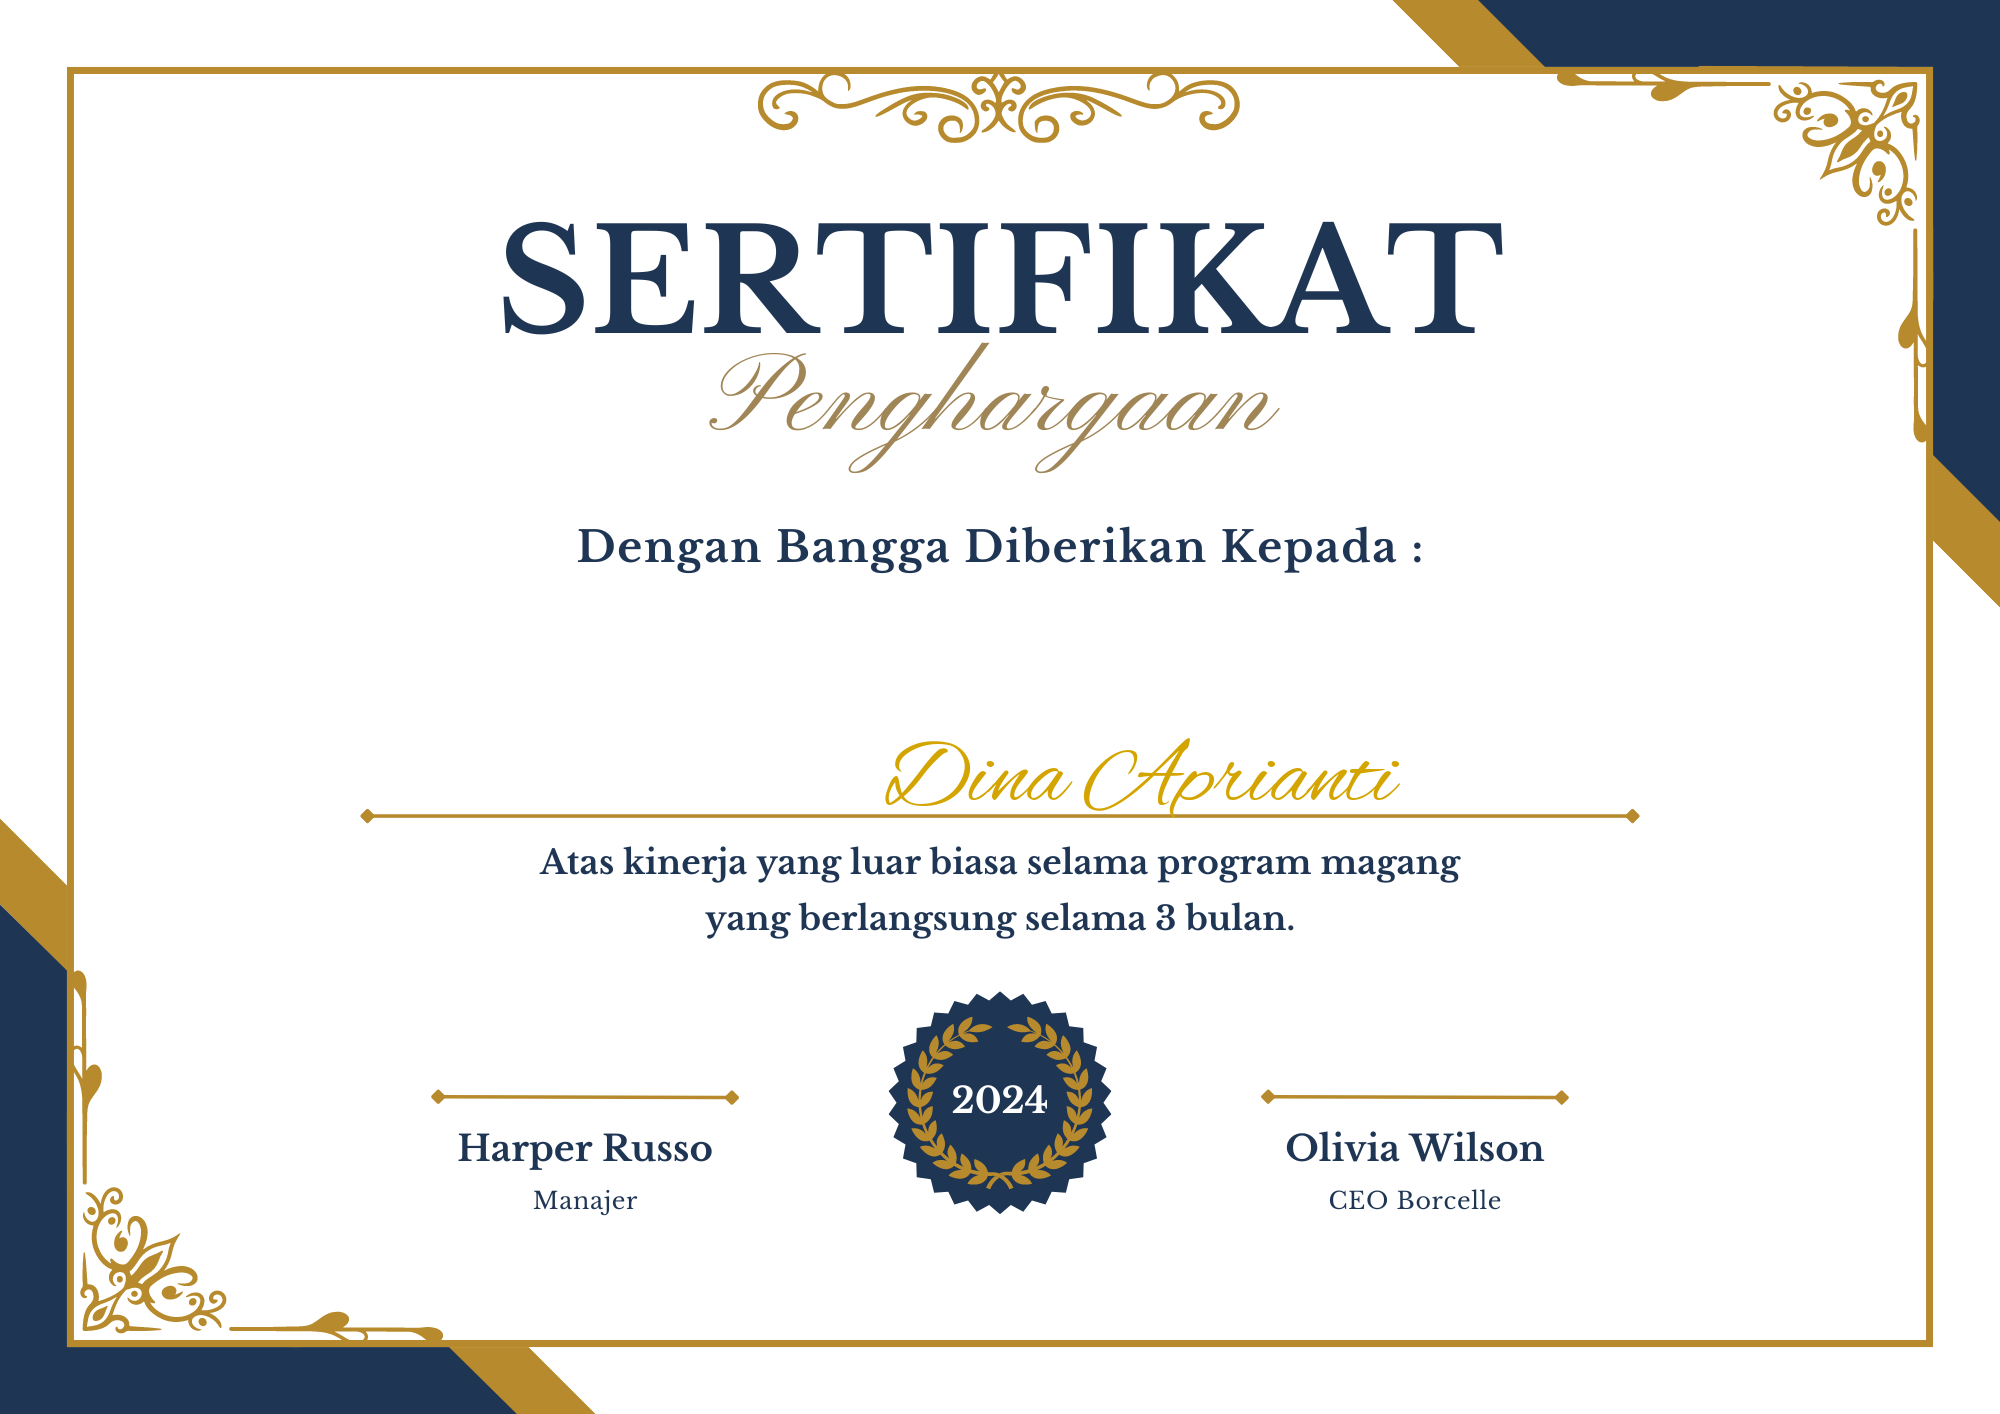 SERTIFIKAT
Penghargaan
Dengan Bangga Diberikan Kepada :
Dina Aprianti
Atas kinerja yang luar biasa selama program magang
yang berlangsung selama 3 bulan.
2024
Harper Russo
Manajer
Olivia Wilson
CEO Borcelle